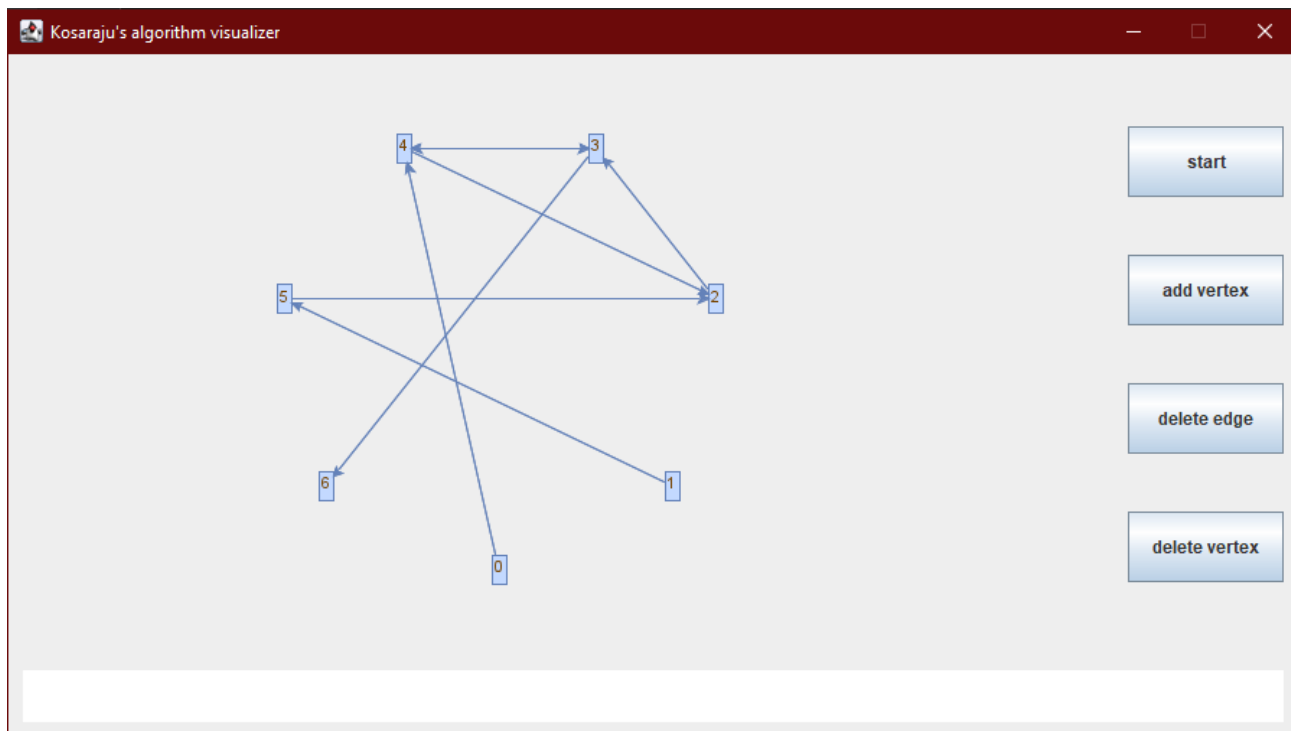 Kosaraju's algorithm visualizer
4
3
start
5
2
add vertex
delete edge
6
1
delete vertex
0